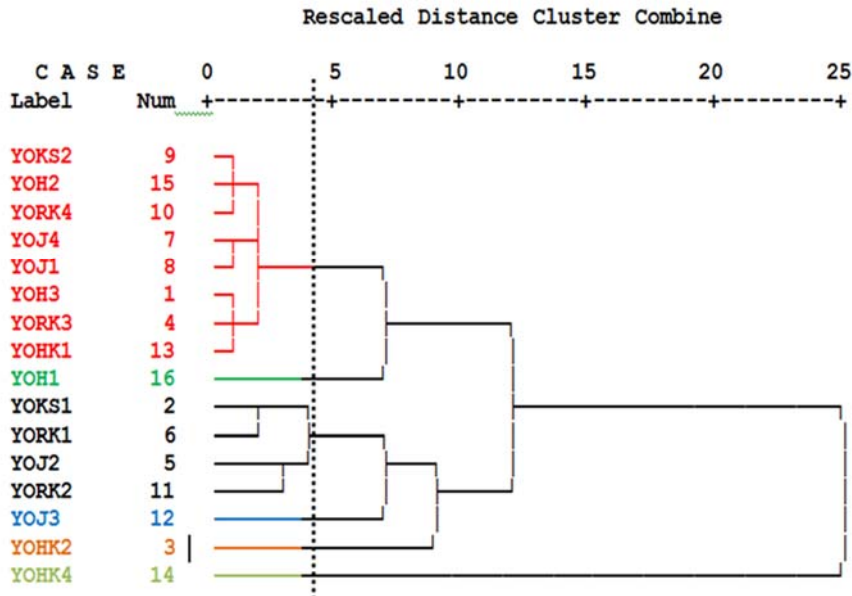 Rescaled Distance Cluster Combine
C A S E 0 5 10 15 20 25
Label Num +---------+---------+---------+---------+---------+
YOKS2 9
YOH2 15
YORK4 10
YOJ4 7
YOJ1 8
YOH3 1
YORK3 4
YOHK1 13
YOH1 16
YOKS1 2
YORK1 6
YOJ2 5
YORK2 11
YOJ3 12
YOHK2 3
YOHK4 14